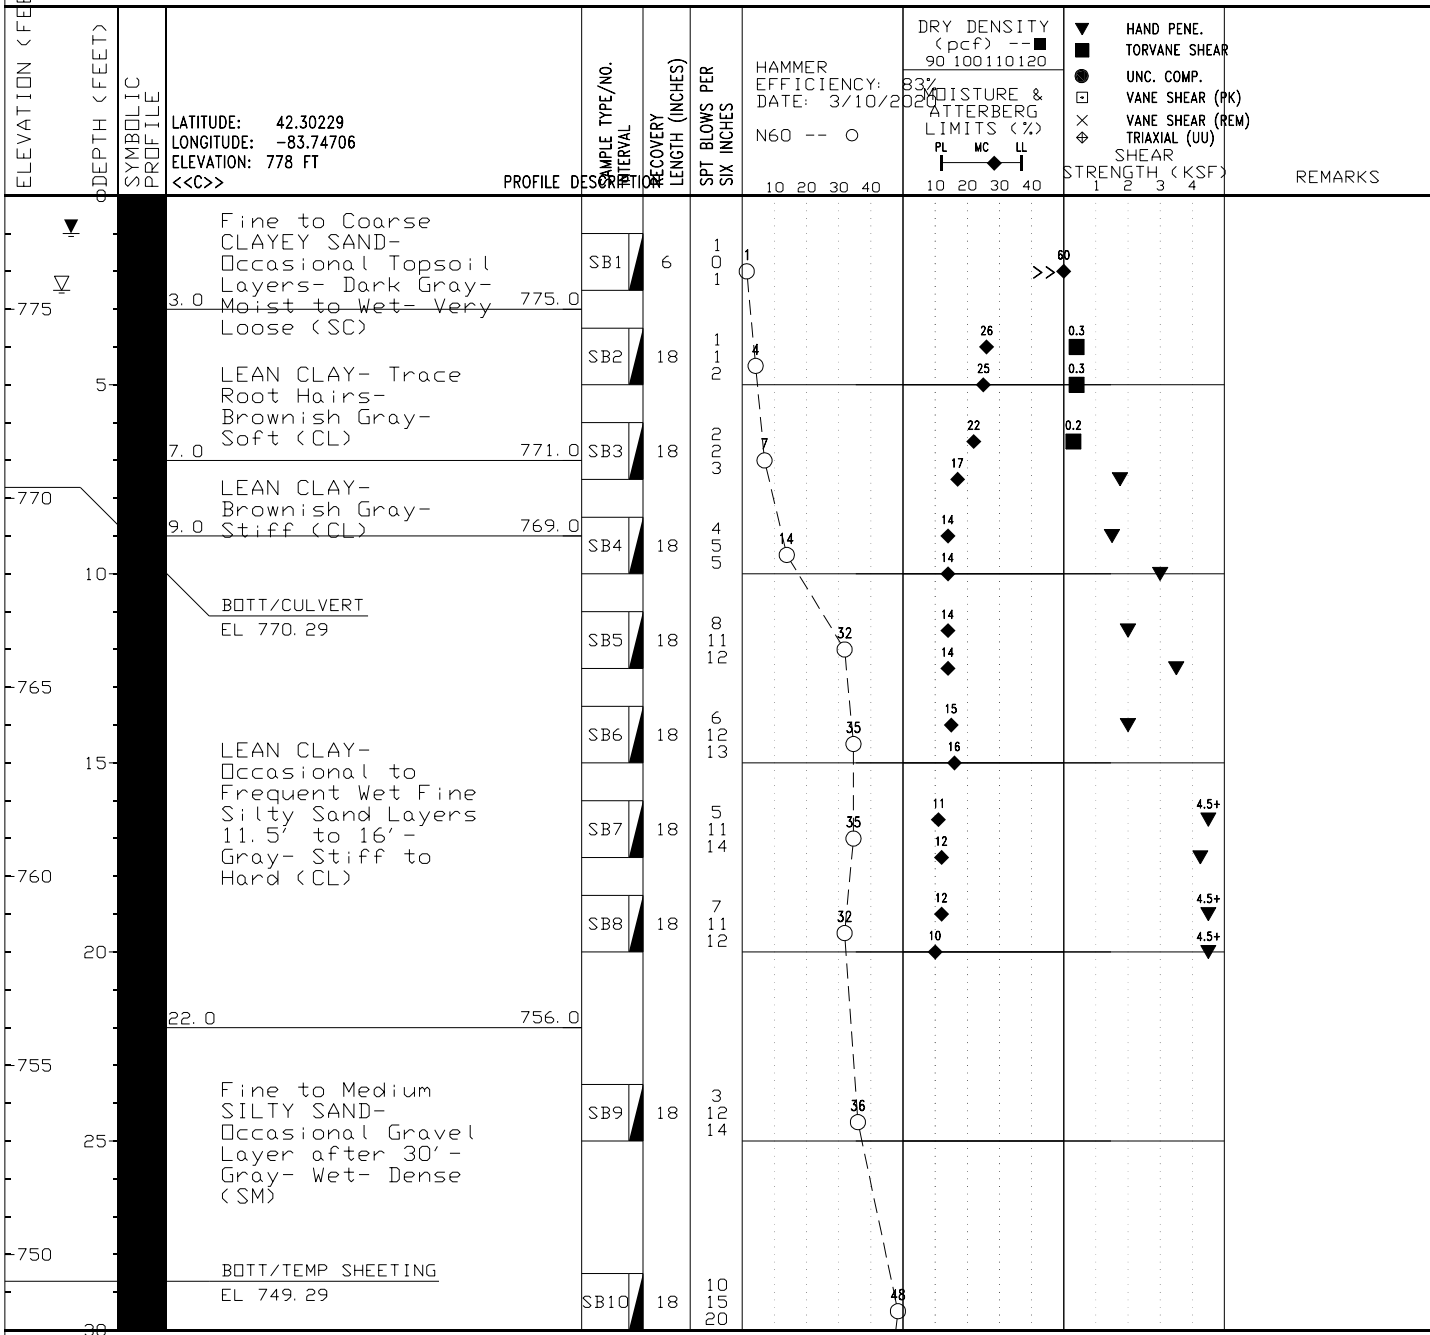 ELEVATION (FEE
DEPTH (FEET)
SYMBOLIC
PROFILE
LATITUDE: 42.30229
LONGITUDE: -83.74706
ELEVATION: 778 FT
<<C>>
PROFILE DESCRIPTION
SAMPLE TYPE/NO.
INTERVAL
RECOVERY
LENGTH (INCHES)
SPT BLOWS PER
SIX INCHES
HAMMER
EFFICIENCY: 83%
DATE: 3/10/2020
N60 -- ○
10 20 30 40
DRY DENSITY
(pcf) --■
90 100 110 120
MOISTURE &
ATTERBERG
LIMITS (%)
PL MC LL
10 20 30 40
▼ HAND PENE.
■ TORVANE SHEAR
● UNC. COMP.
⊡ VANE SHEAR (PK)
× VANE SHEAR (REM)
TRIAXIAL (UU)
SHEAR
STRENGTH (KSF)
1 2 3 4
REMARKS
0
775
5
770
10
765
15
760
20
755
25
750
30
Fine to Coarse
CLAYEY SAND-
Occasional Topsoil
Layers- Dark Gray-
Moist to Wet- Very
Loose (SC)
3.0 775.0
LEAN CLAY- Trace
Root Hairs-
Brownish Gray-
Soft (CL)
7.0 771.0
LEAN CLAY-
Brownish Gray-
Stiff (CL)
9.0 769.0
BOTT/CULVERT
EL 770.29
LEAN CLAY-
Occasional to
Frequent Wet Fine
Silty Sand Layers
11.5' to 16'-
Gray- Stiff to
Hard (CL)
22.0 756.0
Fine to Medium
SILTY SAND-
Occasional Gravel
Layer after 30'-
Gray- Wet- Dense
(SM)
BOTT/TEMP SHEETING
EL 749.29
SB1 6
1
0
1
1
>> 60
SB2 18
1
1
2
4
26 0.3
25 0.3
SB3 18
2
2
3
7
22 0.2
17
SB4 18
4
5
5
14
14
14
SB5 18
8
11
12
32
14
14
SB6 18
6
12
13
35
15
16
SB7 18
5
11
14
35
11 4.5+
12
SB8 18
7
11
12
32
12 4.5+
10 4.5+
SB9 18
3
12
14
36
SB10 18
10
15
20
48